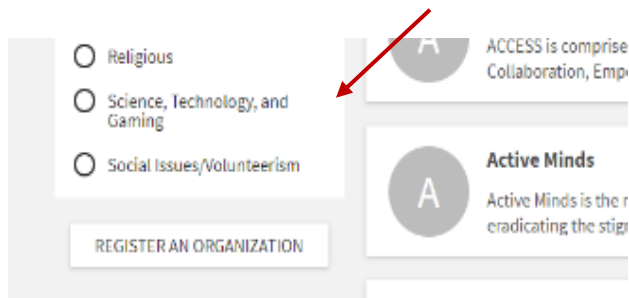 Religious
Science, Technology, and
Gaming
Social Issues/Volunteerism
REGISTER AN ORGANIZATION
A
ACCESS is comprise
Collaboration, Emp
A
Active Minds
Active Minds is the
eradicating the stig